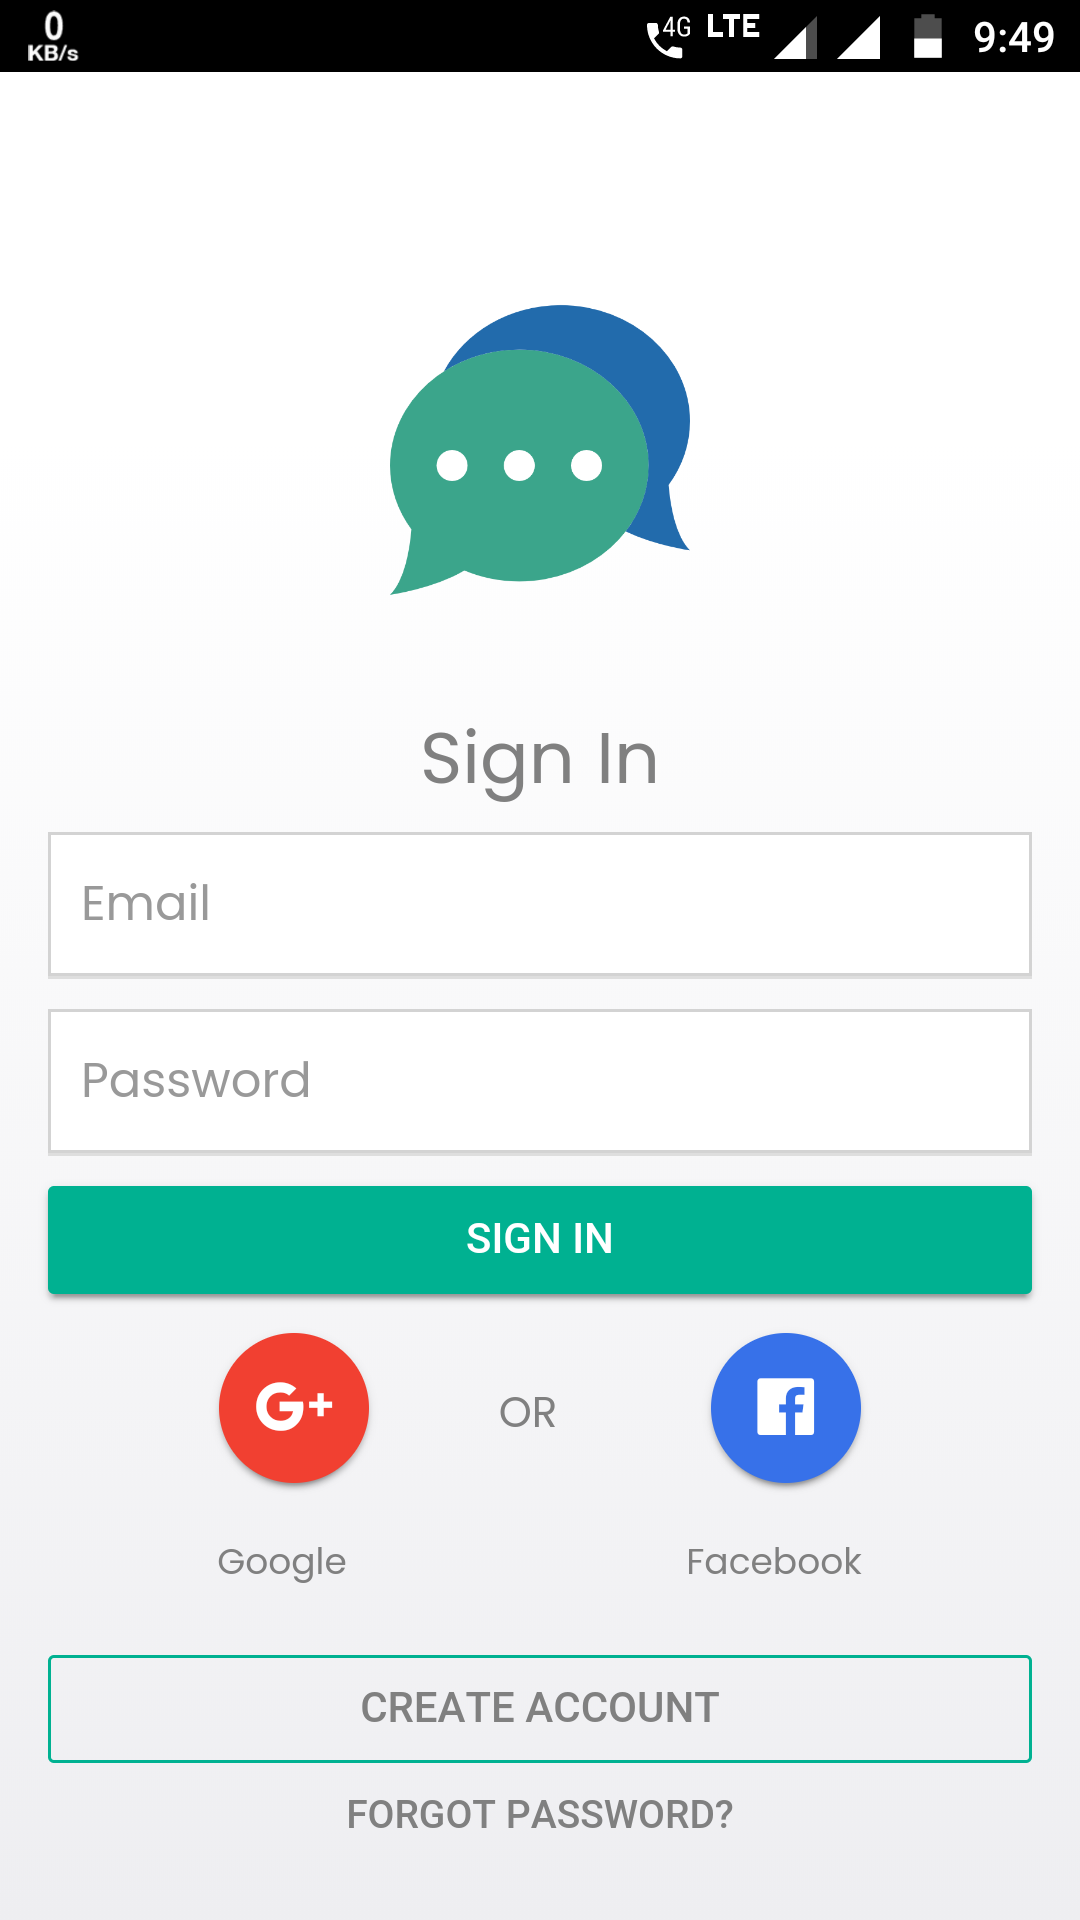 0
KB/s
4G LTE 9:49
Sign In
Email
Password
SIGN IN
G+ OR f
Google Facebook
CREATE ACCOUNT
FORGOT PASSWORD?